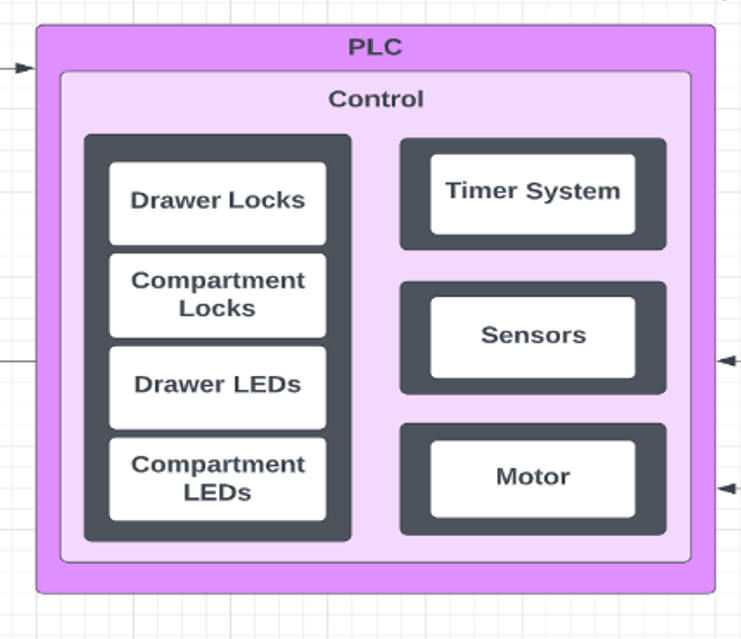 PLC
Control
Drawer Locks
Compartment
Locks
Drawer LEDs
Compartment
LEDs
Timer System
Sensors
Motor